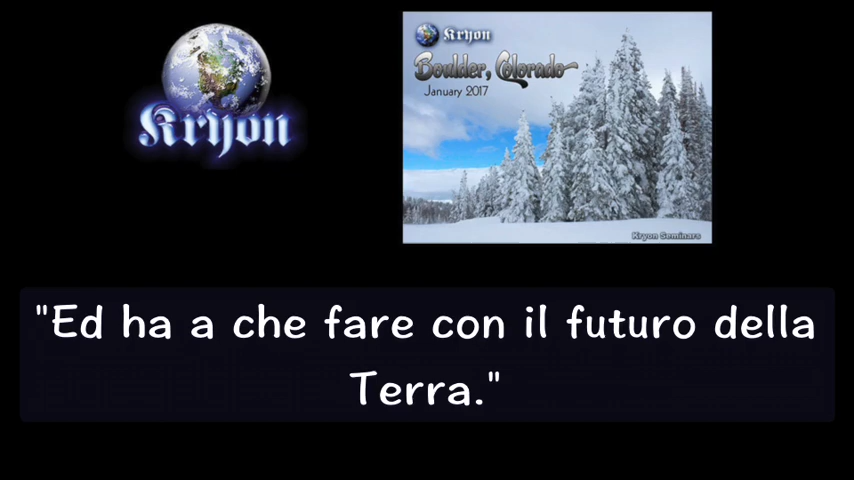 Kryon
Kryon
Boulder, Colorado
January 2017
Kryon Seminars
"Ed ha a che fare con il futuro della
Terra."